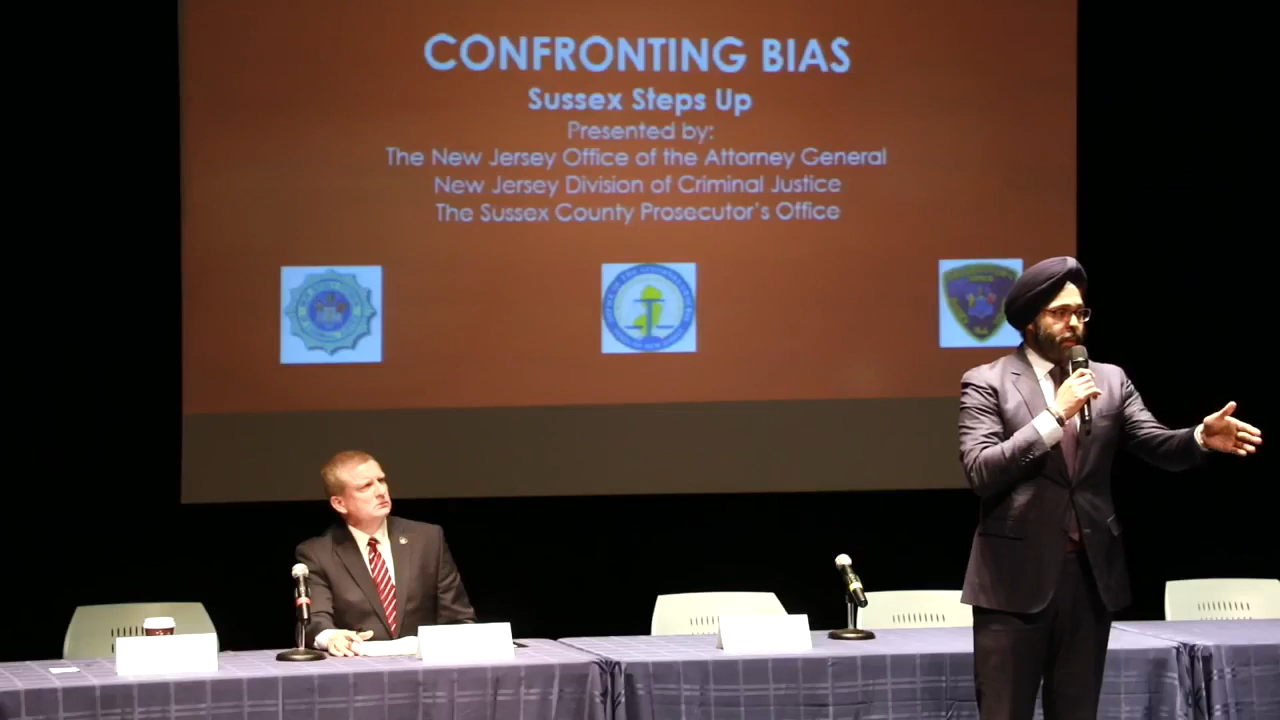 CONFRONTING BIAS
Sussex Steps Up
Presented by:
The New Jersey Office of the Attorney General
New Jersey Division of Criminal Justice
The Sussex County Prosecutor's Office